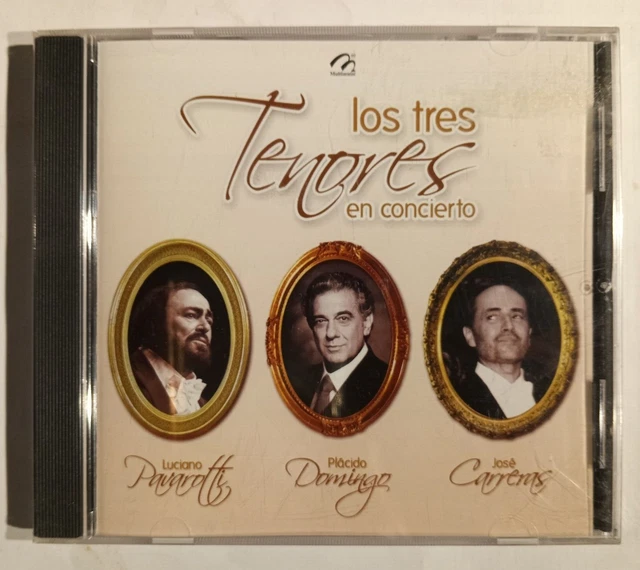 los tres
Tenores
en concierto
Luciano
Pavarotti
Plácido
Domingo
José
Carreras